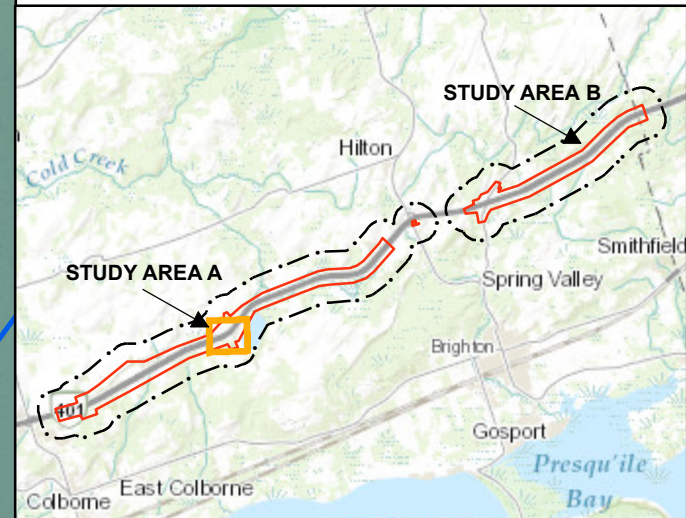 STUDY AREA B
Hilton
Cold Creek
Smithfield
STUDY AREA A
Spring Valley
Brighton
401
Gosport
Presqu'ile
Bay
East Colborne
Colborne